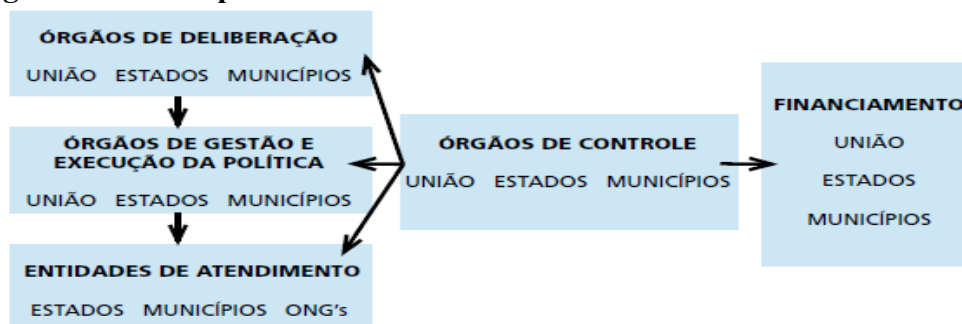 ÓRGÃOS DE DELIBERAÇÃO
UNIÃO ESTADOS MUNICÍPIOS
ÓRGÃOS DE GESTÃO E
EXECUÇÃO DA POLÍTICA
UNIÃO ESTADOS MUNICÍPIOS
ENTIDADES DE ATENDIMENTO
ESTADOS MUNICÍPIOS ONG's
ÓRGÃOS DE CONTROLE
UNIÃO ESTADOS MUNICÍPIOS
FINANCIAMENTO
UNIÃO
ESTADOS
MUNICÍPIOS